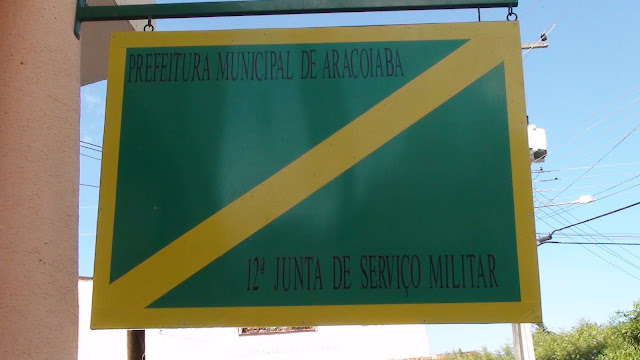 PREFEITURA MUNICIPAL DE ARACOIABA
12ª JUNTA DE SERVIÇO MILITAR